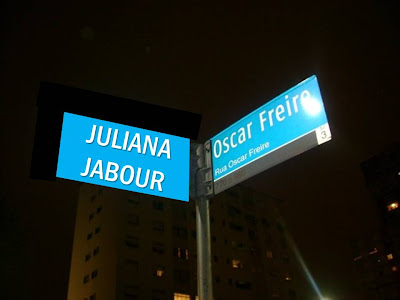 JULIANA
JABOUR
Oscar Freire
Rua Oscar Freire
3